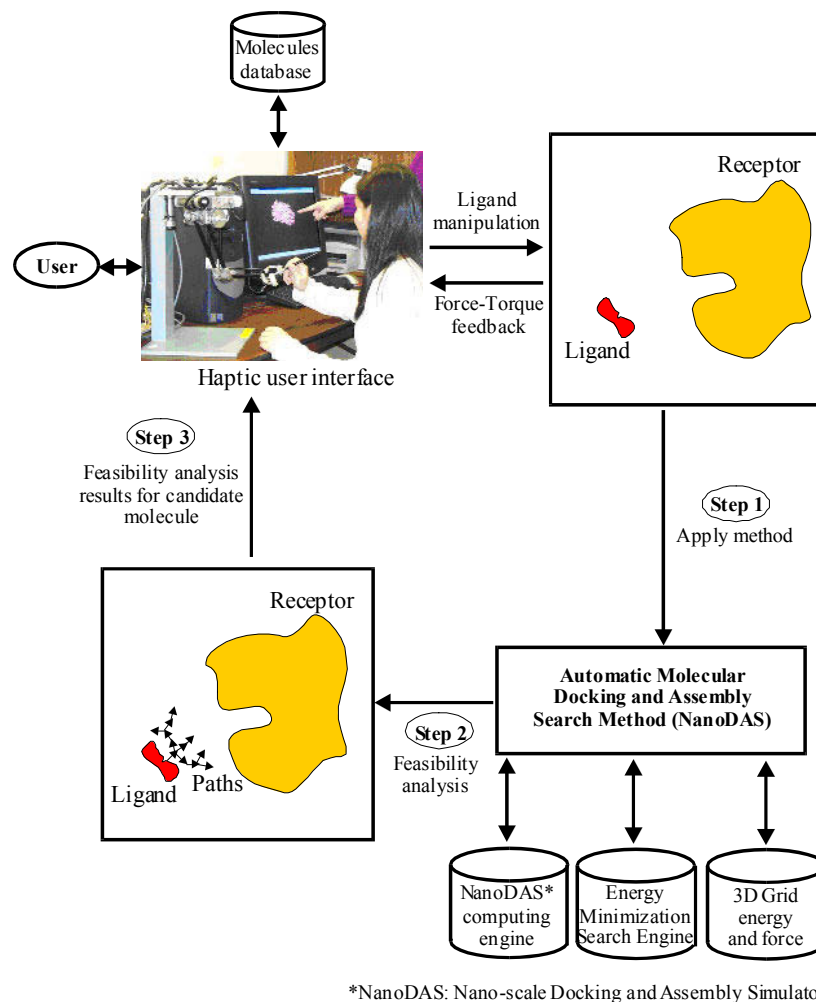 Molecules
database
Receptor
Ligand
manipulation
User
Force-Torque
feedback
Ligand
Haptic user interface
Step 3
Feasibility analysis
results for candidate
molecule
Step 1
Apply method
Receptor
Automatic Molecular
Docking and Assembly
Search Method (NanoDAS)
Step 2
Feasibility
analysis
Paths
Ligand
NanoDAS*
computing
engine
Energy
Minimization
Search Engine
3D Grid
energy
and force
*NanoDAS: Nano-scale Docking and Assembly Simulato